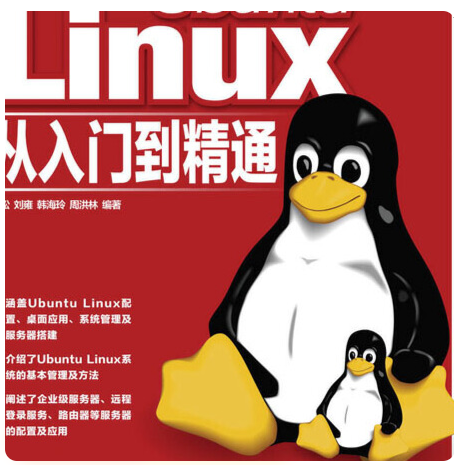 Ubuntu
Linux
从入门到精通
松 刘雍 韩海玲 周洪林 编著
涵盖Ubuntu Linux配
置、桌面应用、系统管理及
服务器搭建
介绍了Ubuntu Linux系
统的基本管理及方法
阐述了企业级服务器、远程
登录服务、路由器等服务器
的配置及应用